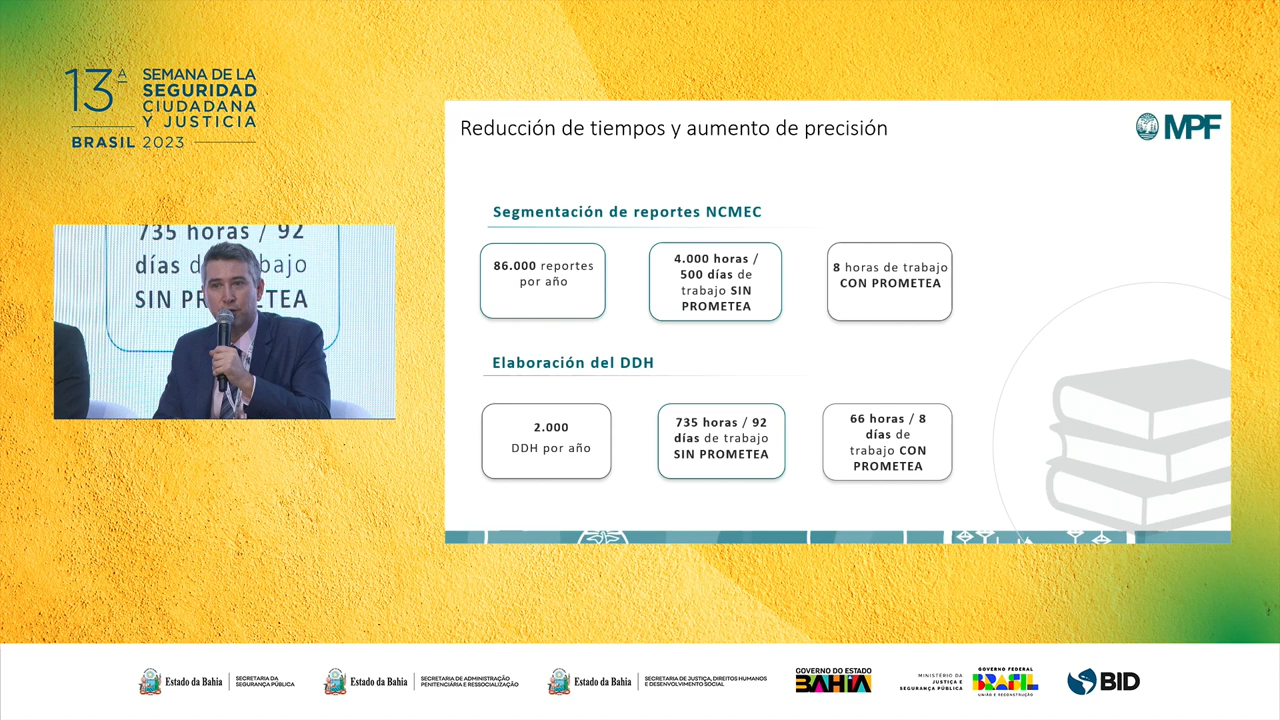 13ª SEMANA DE LA
SEGURIDAD
CIUDADANA
Y JUSTICIA
BRASIL 2023
735 horas / 92
días d bajo
SIN PR METEA
Reducción de tiempos y aumento de precisión
MPF
Segmentación de reportes NCMEC
86.000 reportes
por año
4.000 horas /
500 días de
trabajo SIN
PROMETEA
8 horas de trabajo
CON PROMETEA
Elaboración del DDH
2.000
DDH por año
735 horas / 92
días de trabajo
SIN PROMETEA
66 horas / 8
días de
trabajo CON
PROMETEA
Estado da Bahia
SECRETARIA DA
SEGURANÇA PÚBLICA
Estado da Bahia
SECRETARIA DE ADMINISTRAÇÃO
PENITENCIÁRIA E RESSOCIALIZAÇÃO
Estado da Bahia
SECRETARIA DE JUSTIÇA, DIREITOS HUMANOS
E DESENVOLVIMENTO SOCIAL
GOVERNO DO ESTADO
BAHIA
MINISTÉRIO DA
JUSTIÇA E
SEGURANÇA PÚBLICA
GOVERNO FEDERAL
BRASIL
UNIÃO E RECONSTRUÇÃO
BID